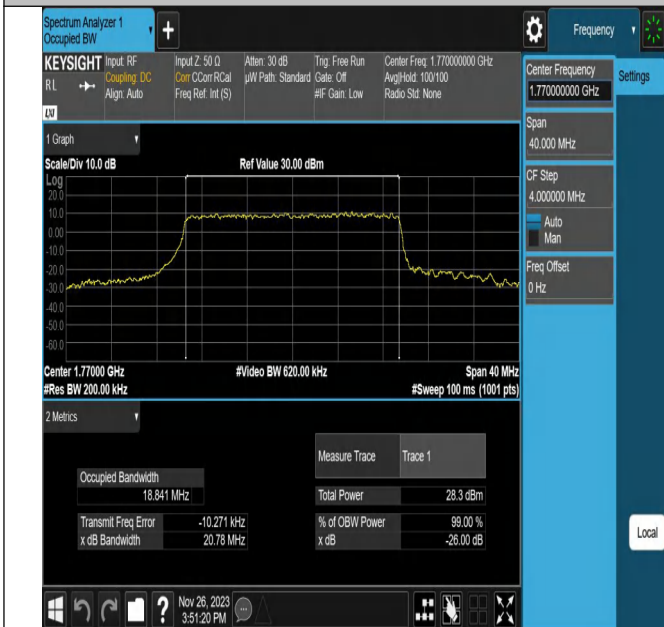 Spectrum Analyzer 1
Occupied BW
+
Frequency
KEYSIGHT
RL
LXI
Input: RF
Coupling: DC
Align: Auto
Input Z: 50 Ω
Corr CCorr RCal
Freq Ref: Int (S)
Atten: 30 dB
µW Path: Standard
Trig: Free Run
Gate: Off
#IF Gain: Low
Center Freq: 1.770000000 GHz
Avg|Hold: 100/100
Radio Std: None
Center Frequency
1.770000000 GHz
Settings
Span
40.000 MHz
CF Step
4.000000 MHz
Auto
Man
Freq Offset
0 Hz
Local
1 Graph
Scale/Div 10.0 dB
Ref Value 30.00 dBm
Log
20.0
10.0
0.00
-10.0
-20.0
-30.0
-40.0
-50.0
-60.0
Center 1.77000 GHz
#Video BW 620.00 kHz
Span 40 MHz
#Res BW 200.00 kHz
#Sweep 100 ms (1001 pts)
2 Metrics
Measure Trace
Trace 1
Occupied Bandwidth
18.841 MHz
Total Power
28.3 dBm
Transmit Freq Error
-10.271 kHz
% of OBW Power
99.00 %
x dB Bandwidth
20.78 MHz
x dB
-26.00 dB
?
Nov 26, 2023
3:51:20 PM